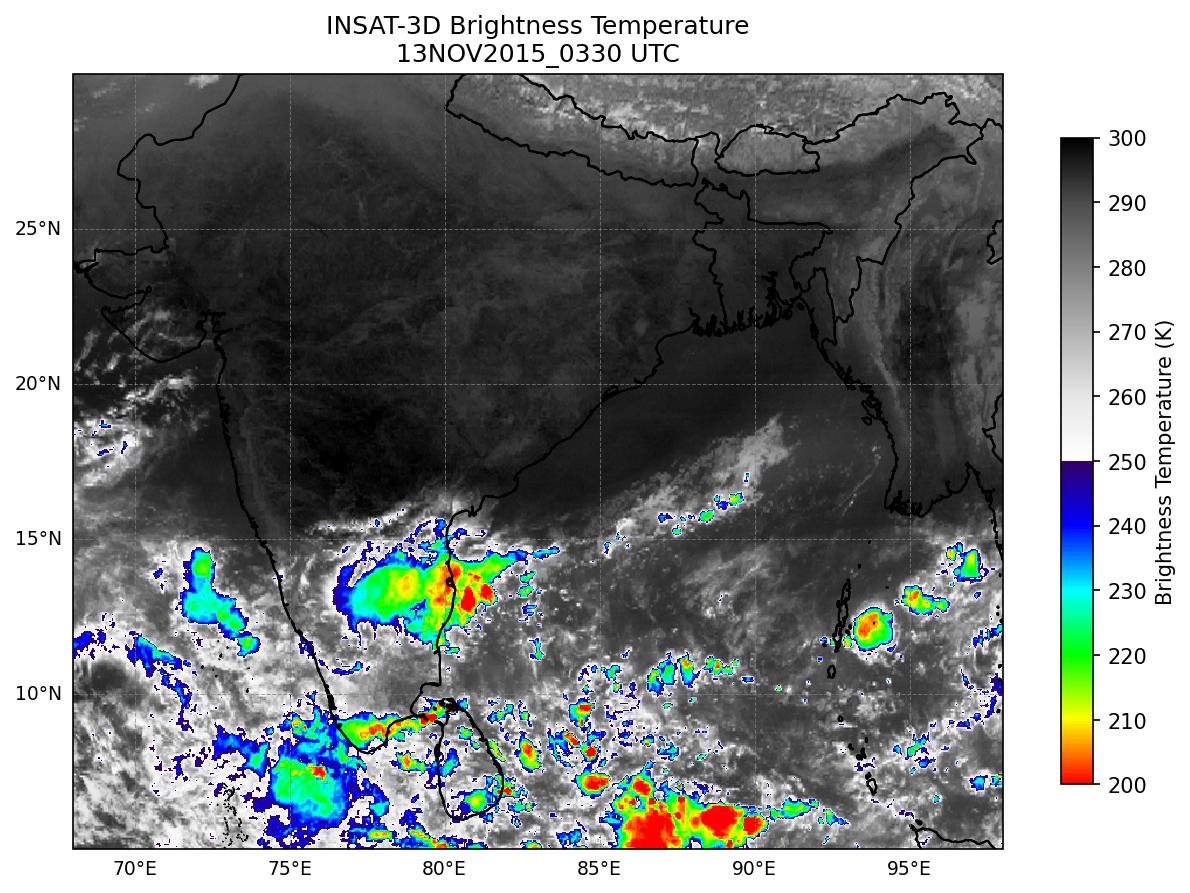 INSAT-3D Brightness Temperature
13NOV2015_0330 UTC
25°N
20°N
15°N
10°N
70°E
75°E
80°E
85°E
90°E
95°E
300
290
280
270
260
250
240
230
220
210
200
Brightness Temperature (K)